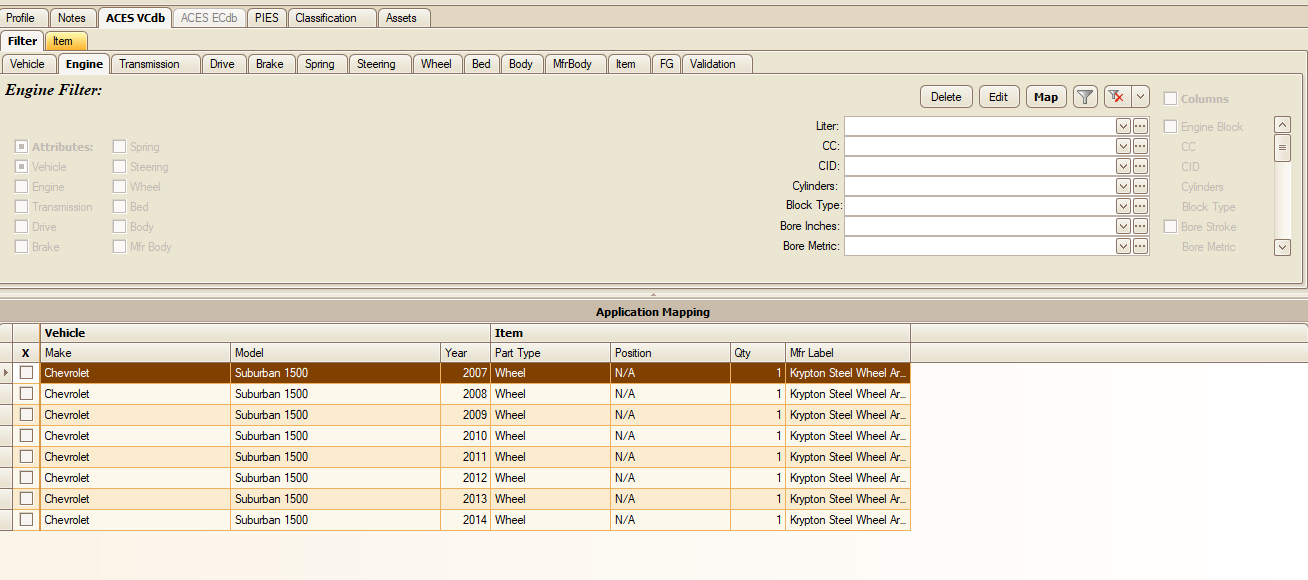 Profile Notes ACES VCdb ACES ECdb PIES Classification Assets
Filter Item
Vehicle Engine Transmission Drive Brake Spring Steering Wheel Bed Body MfrBody Item FG Validation
Engine Filter:
Delete Edit Map Columns
Liter: Engine Block
Attributes: Spring CC: CC
Vehicle Steering CID: CID
Engine Wheel Cylinders: Cylinders
Transmission Bed Block Type: Block Type
Drive Body Bore Inches: Bore Stroke
Brake Mfr Body Bore Metric: Bore Metric
Application Mapping
Vehicle Item
X Make Model Year Part Type Position Qty Mfr Label
Chevrolet Suburban 1500 2007 Wheel N/A 1 Krypton Steel Wheel Ar...
Chevrolet Suburban 1500 2008 Wheel N/A 1 Krypton Steel Wheel Ar...
Chevrolet Suburban 1500 2009 Wheel N/A 1 Krypton Steel Wheel Ar...
Chevrolet Suburban 1500 2010 Wheel N/A 1 Krypton Steel Wheel Ar...
Chevrolet Suburban 1500 2011 Wheel N/A 1 Krypton Steel Wheel Ar...
Chevrolet Suburban 1500 2012 Wheel N/A 1 Krypton Steel Wheel Ar...
Chevrolet Suburban 1500 2013 Wheel N/A 1 Krypton Steel Wheel Ar...
Chevrolet Suburban 1500 2014 Wheel N/A 1 Krypton Steel Wheel Ar...